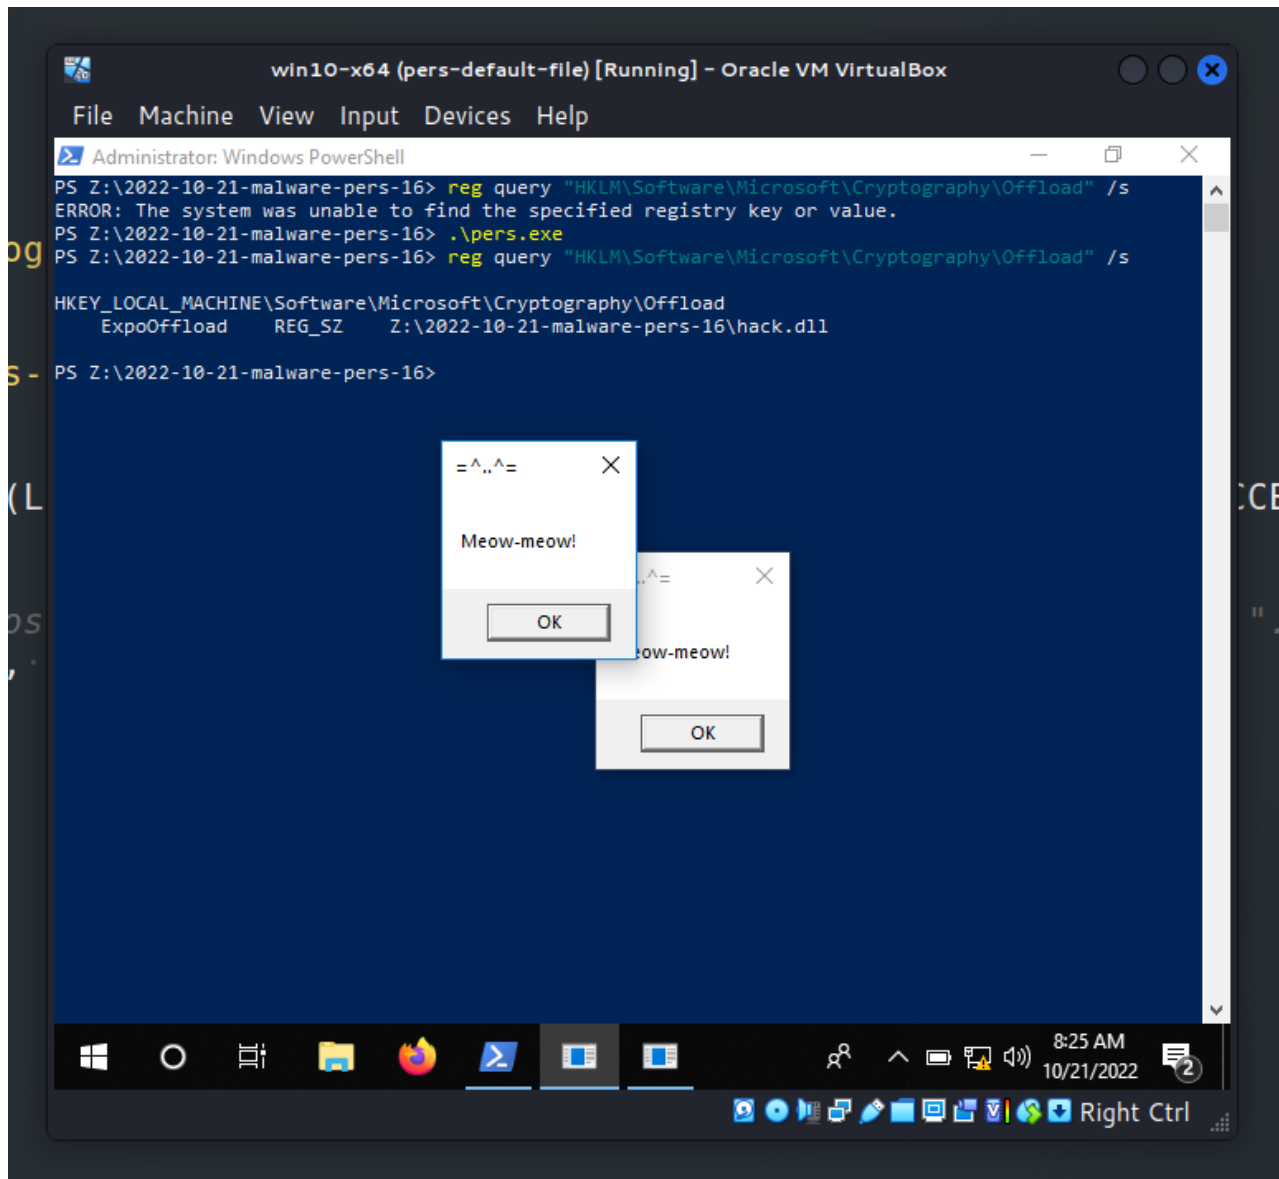 win10-x64 (pers-default-file) [Running] - Oracle VM VirtualBox
File Machine View Input Devices Help
Administrator: Windows PowerShell
PS Z:\2022-10-21-malware-pers-16> reg query "HKLM\Software\Microsoft\Cryptography\Offload" /s
ERROR: The system was unable to find the specified registry key or value.
PS Z:\2022-10-21-malware-pers-16> .\pers.exe
PS Z:\2022-10-21-malware-pers-16> reg query "HKLM\Software\Microsoft\Cryptography\Offload" /s
HKEY_LOCAL_MACHINE\Software\Microsoft\Cryptography\Offload
ExpoOffload REG_SZ Z:\2022-10-21-malware-pers-16\hack.dll
PS Z:\2022-10-21-malware-pers-16>
=^..^=
Meow-meow!
OK
..^=
eow-meow!
OK
8:25 AM
10/21/2022
2
Right Ctrl
og
s-
(L
CCE
os
",
,